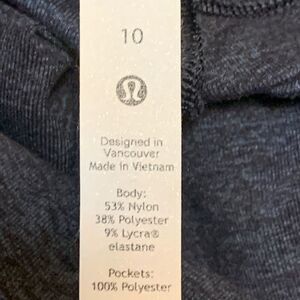 10
Designed in
Vancouver
Made in Vietnam
Body:
53% Nylon
38% Polyester
9% Lycra®
elastane
Pockets:
100% Polyester